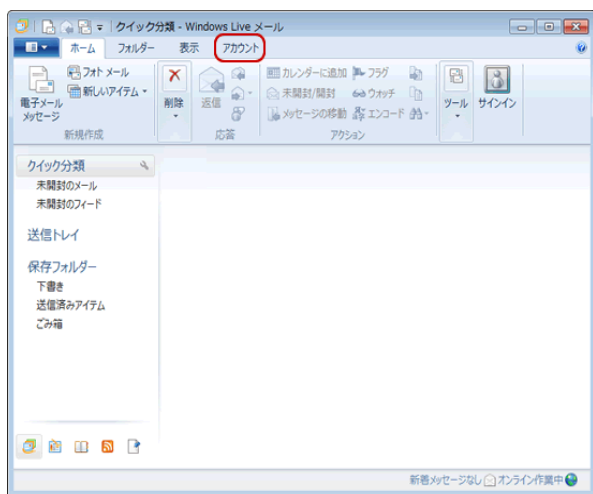 クイック分類 - Windows Live メール
ホーム フォルダー 表示 アカウント
電子メール メッセージ
フォト メール
新しいアイテム
新規作成
削除
返信
応答
カレンダーに追加 フラグ
未開封/開封 ウォッチ
メッセージの移動 エンコード
アクション
ツール
サインイン
クイック分類
未開封のメール
未開封のフィード
送信トレイ
保存フォルダー
下書き
送信済みアイテム
ごみ箱
新着メッセージなし オンライン作業中